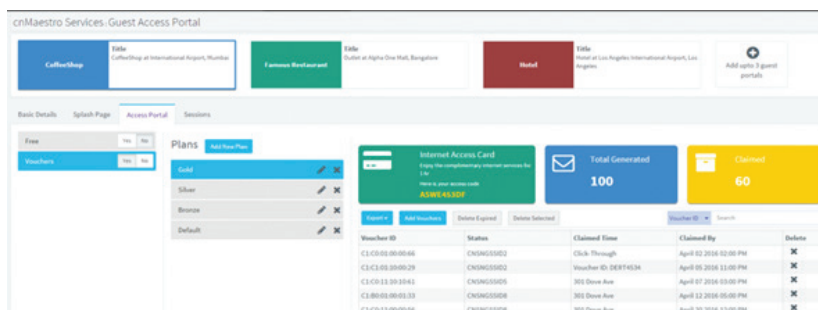 cnMaestro Services: Guest Access Portal
CoffeeShop
Title
CoffeeShop at International Airport, Mumbai
Famous Restaurant
Title
Outlet at Alpha One Mall, Bangalore
Hotel
Title
Hotel at Los Angeles International Airport, Los
Angeles
Add upto 3 guest
portals
Basic Details Splash Page Access Portal Sessions
Free Yes No
Vouchers Yes No
Plans Add New Plan
Gold
Silver
Bronze
Default
Internet Access Card
Enjoy the complimentary internet services for
1 hr
Here is your access code
ASWE453DF
Total Generated
100
Claimed
60
Export Add Vouchers Delete Expired Delete Selected Voucher ID Search
Voucher ID Status Claimed Time Claimed By Delete
C1:C0:01:00:00:66 CNSNGSSID2 Click-Through April 02 2016 02:00 PM
C1:C1:01:10:00:29 CNSNGSSID2 Voucher ID: DERT4534 April 05 2016 11:00 PM
C1:C0:11:10:10:61 CNSNGSSID5 301 Dove Ave April 07 2016 03:00 PM
C1:B0:01:00:01:33 CNSNGSSID8 301 Dove Ave April 12 2016 05:00 PM
301 Dove Ave